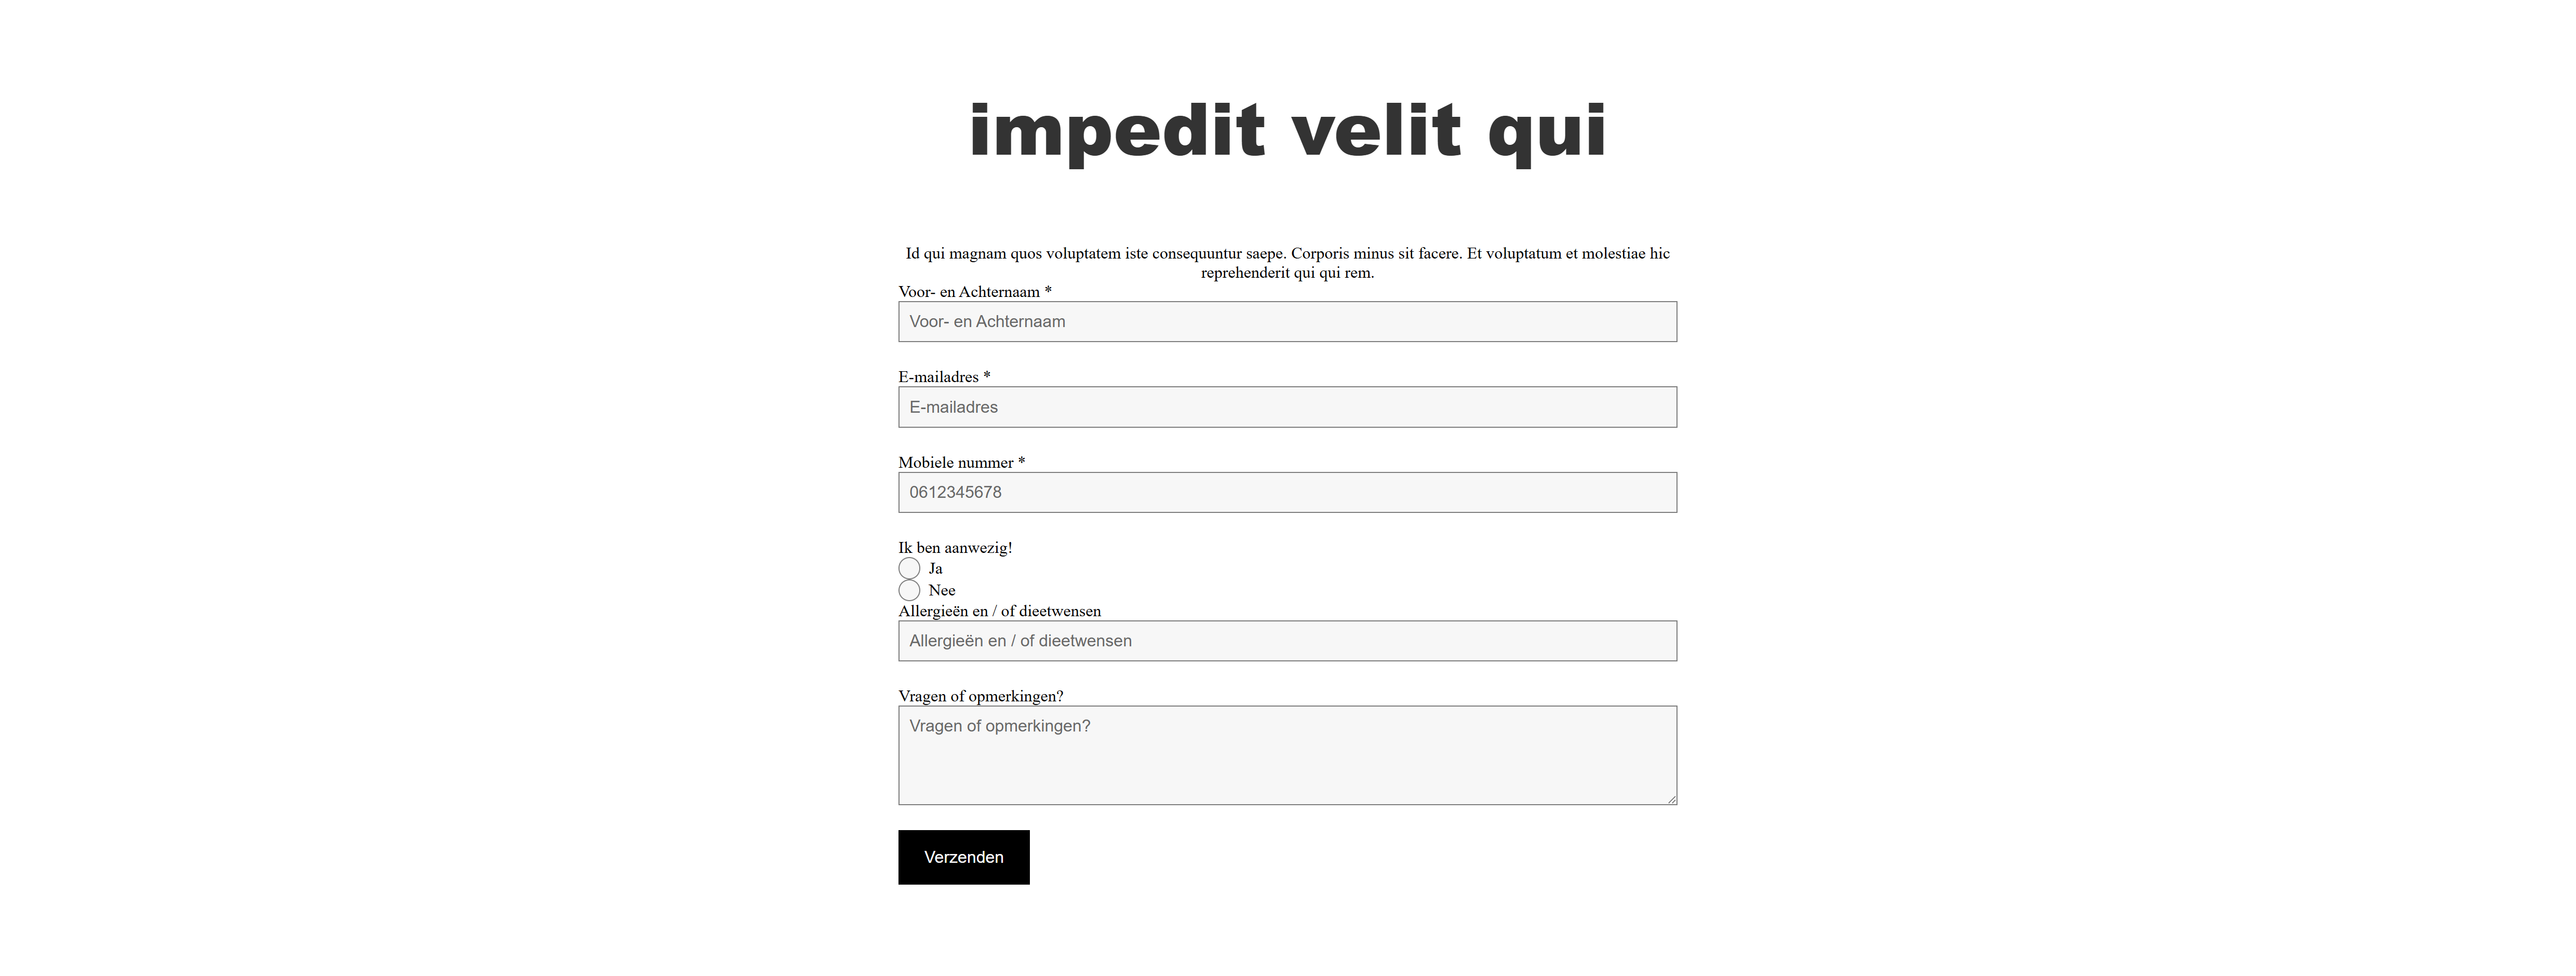 impedit velit qui
Id qui magnam quos voluptatem iste consequuntur saepe. Corporis minus sit facere. Et voluptatum et molestiae hic
reprehenderit qui qui rem.
Voor- en Achternaam *
Voor- en Achternaam
E-mailadres *
E-mailadres
Mobiele nummer *
0612345678
Ik ben aanwezig!
Ja
Nee
Allergieën en / of dieetwensen
Allergieën en / of dieetwensen
Vragen of opmerkingen?
Vragen of opmerkingen?
Verzenden